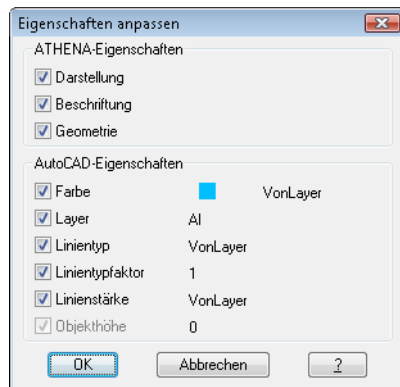 Eigenschaften anpassen
ATHENA-Eigenschaften
Darstellung
Beschriftung
Geometrie
AutoCAD-Eigenschaften
Farbe VonLayer
Layer Al
Linientyp VonLayer
Linientypfaktor 1
Linienstärke VonLayer
Objekthöhe 0
OK Abbrechen ?